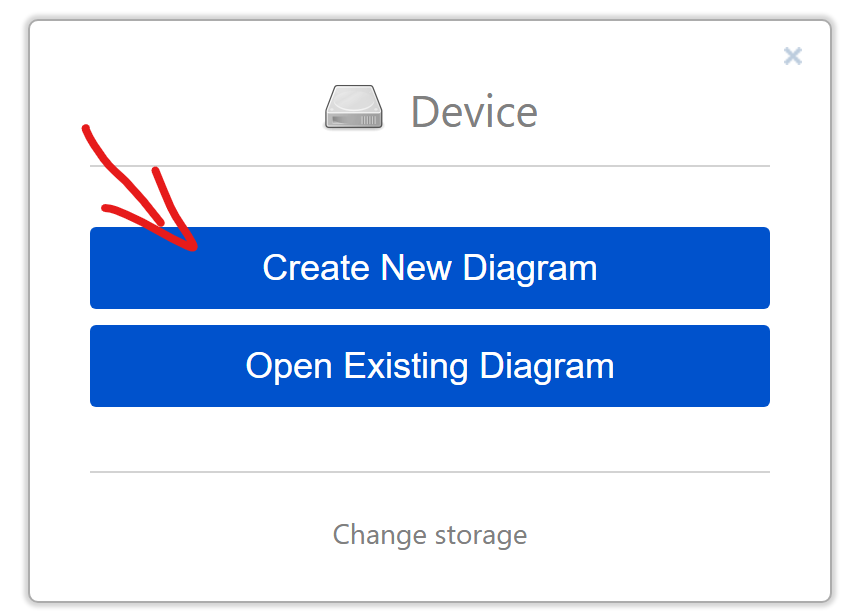 Device
Create New Diagram
Open Existing Diagram
Change storage